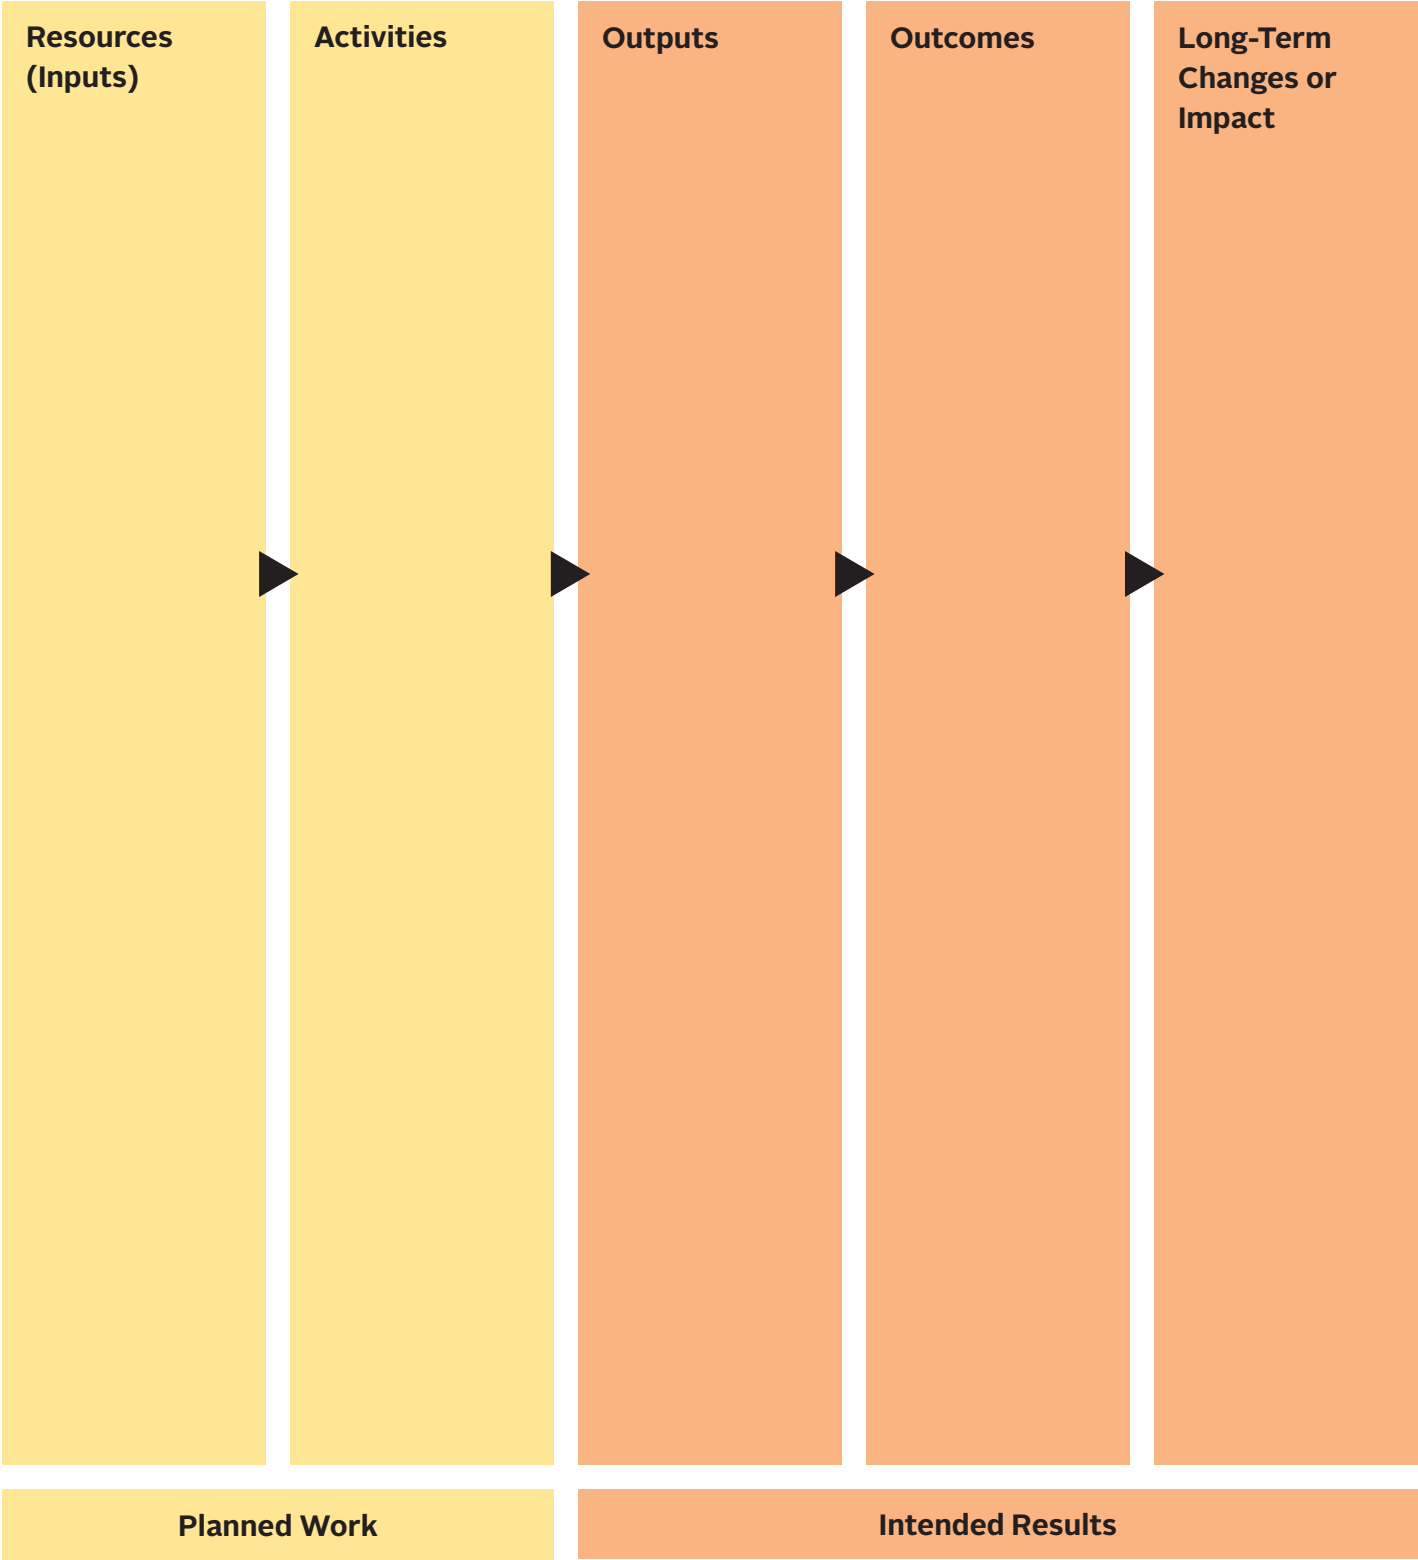 Resources
(Inputs)
Activities
Outputs
Outcomes
Long-Term
Changes or
Impact
Planned Work
Intended Results